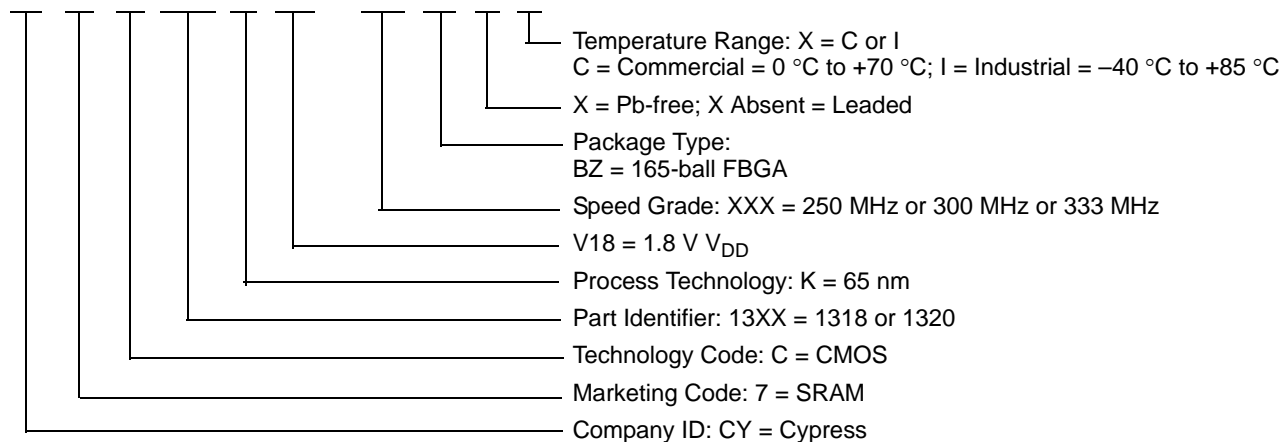 Temperature Range: X = C or I
C = Commercial = 0 °C to +70 °C; I = Industrial = –40 °C to +85 °C
X = Pb-free; X Absent = Leaded
Package Type:
BZ = 165-ball FBGA
Speed Grade: XXX = 250 MHz or 300 MHz or 333 MHz
V18 = 1.8 V VDD
Process Technology: K = 65 nm
Part Identifier: 13XX = 1318 or 1320
Technology Code: C = CMOS
Marketing Code: 7 = SRAM
Company ID: CY = Cypress